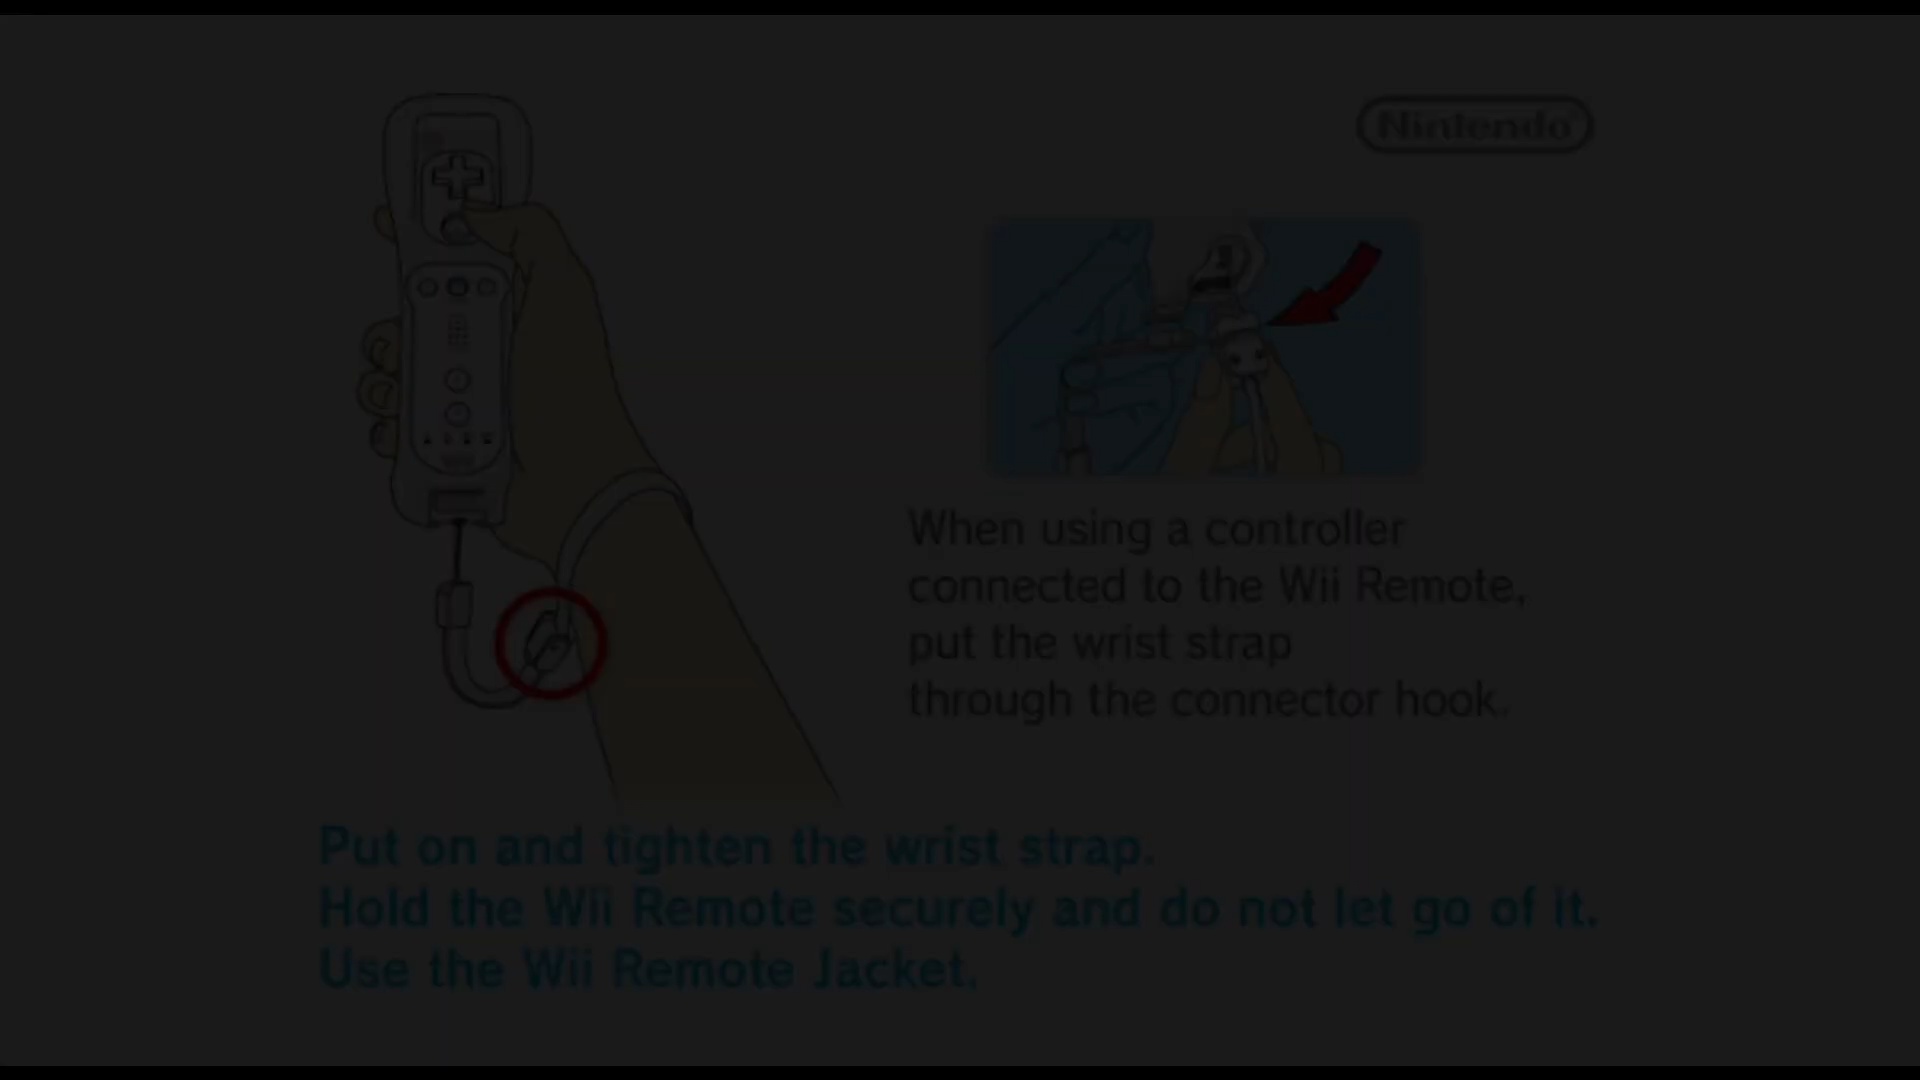 Nintendo
When using a controller
connected to the Wii Remote,
put the wrist strap
through the connector hook.
Put on and tighten the wrist strap.
Hold the Wii Remote securely and do not let go of it.
Use the Wii Remote Jacket.